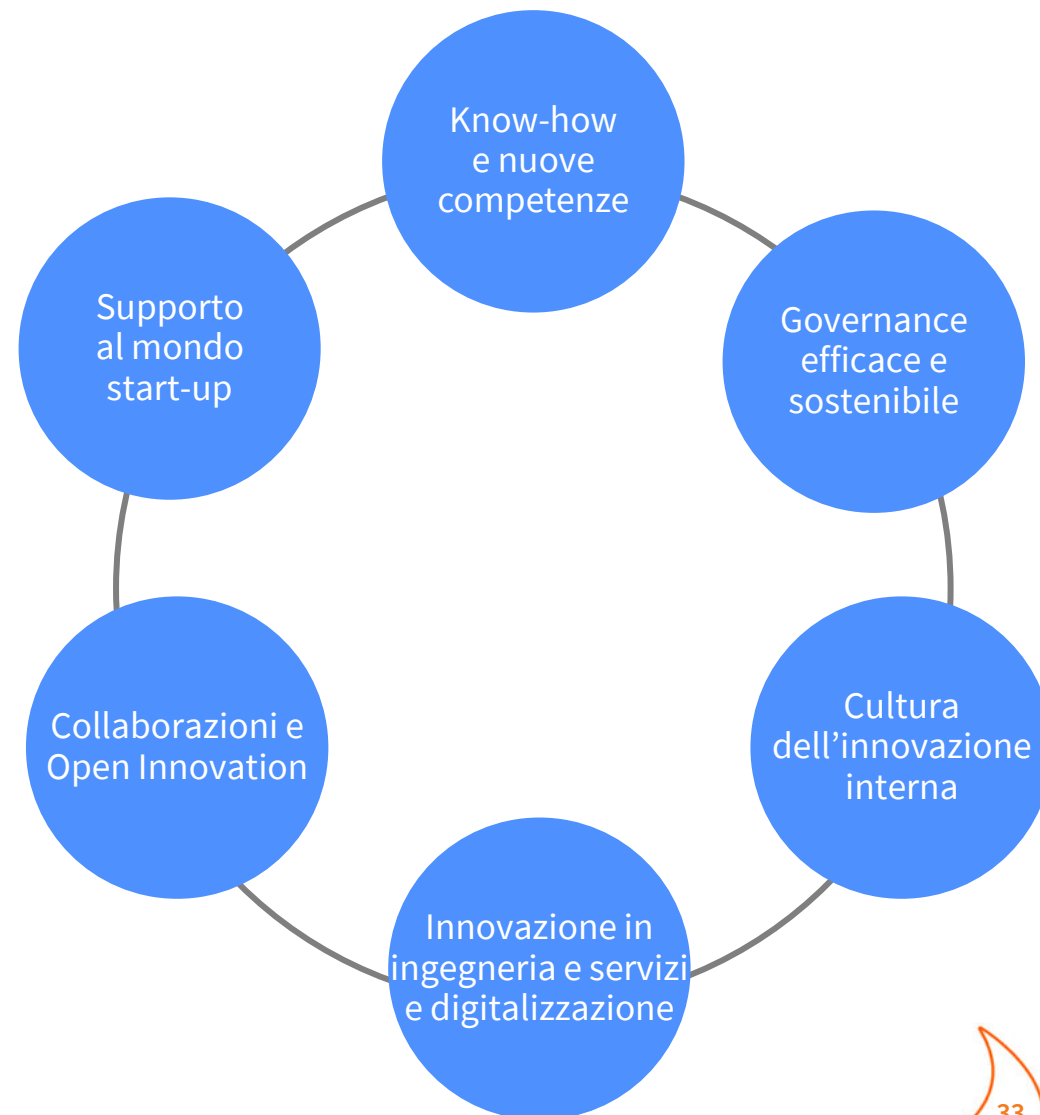 Know-how
e nuove
competenze
Governance
efficace e
sostenibile
Cultura
dell’innovazione
interna
Innovazione in
ingegneria e servizi
e digitalizzazione
Collaborazioni e
Open Innovation
Supporto
al mondo
start-up
33